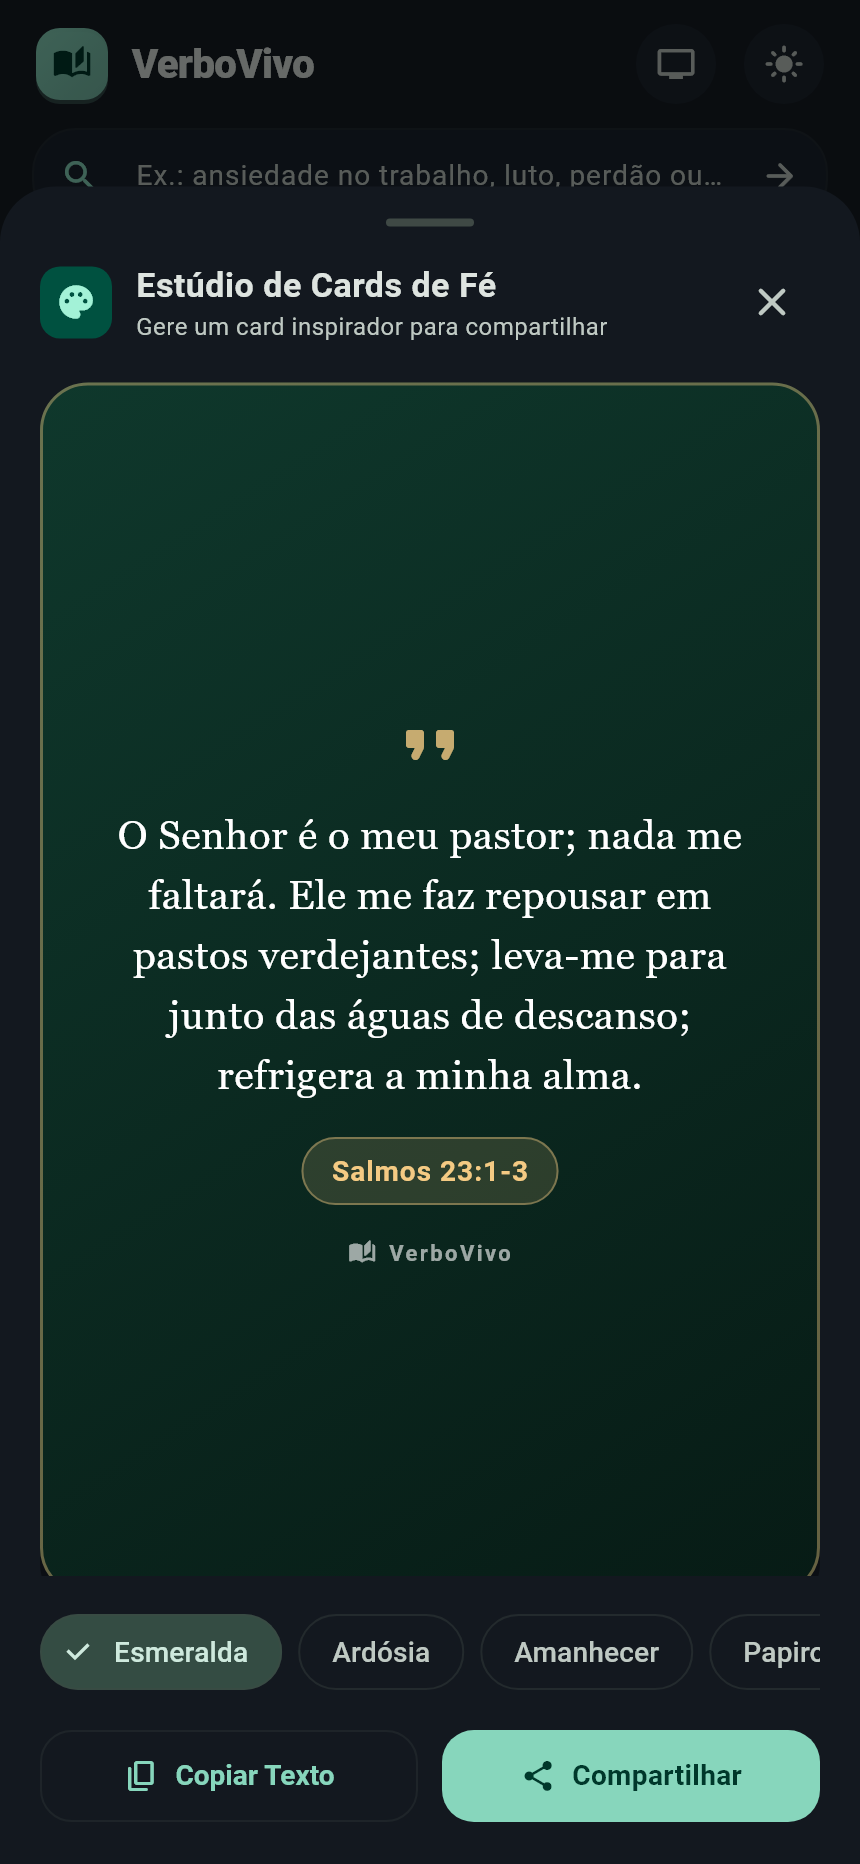 VerboVivo
Ex.: ansiedade no trabalho, luto, perdão ou...
Estúdio de Cards de Fé
Gere um card inspirador para compartilhar
O Senhor é o meu pastor; nada me
faltará. Ele me faz repousar em
pastos verdejantes; leva-me para
junto das águas de descanso;
refrigera a minha alma.
Salmos 23:1-3
VerboVivo
Esmeralda
Ardósia
Amanhecer
Papiro
Copiar Texto
Compartilhar